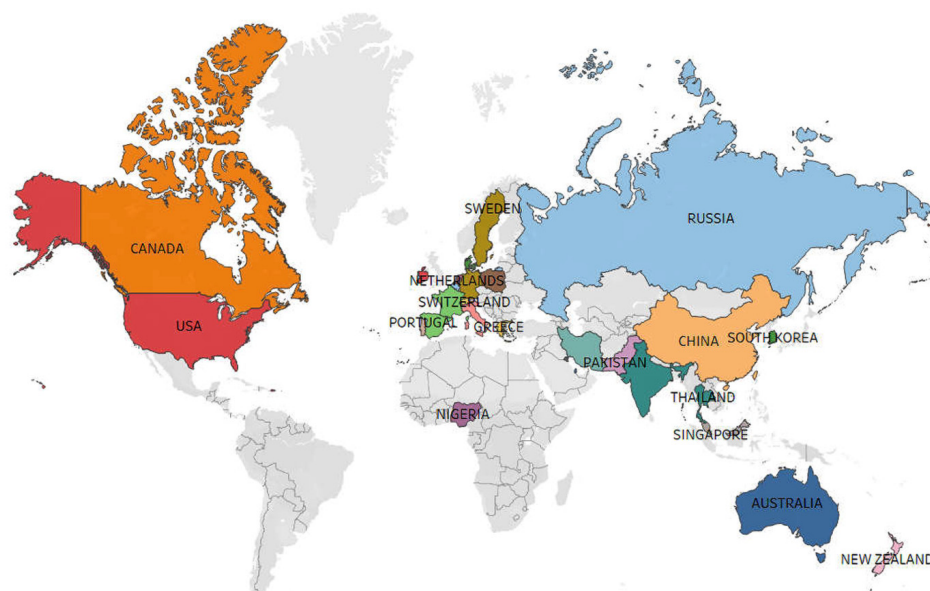 SWEDEN
RUSSIA
CANADA
NETHERLANDS
SWITZERLAND
USA
PORTUGAL
GREECE
CHINA
SOUTH KOREA
PAKISTAN
THAILAND
NIGERIA
SINGAPORE
AUSTRALIA
NEW ZEALAND